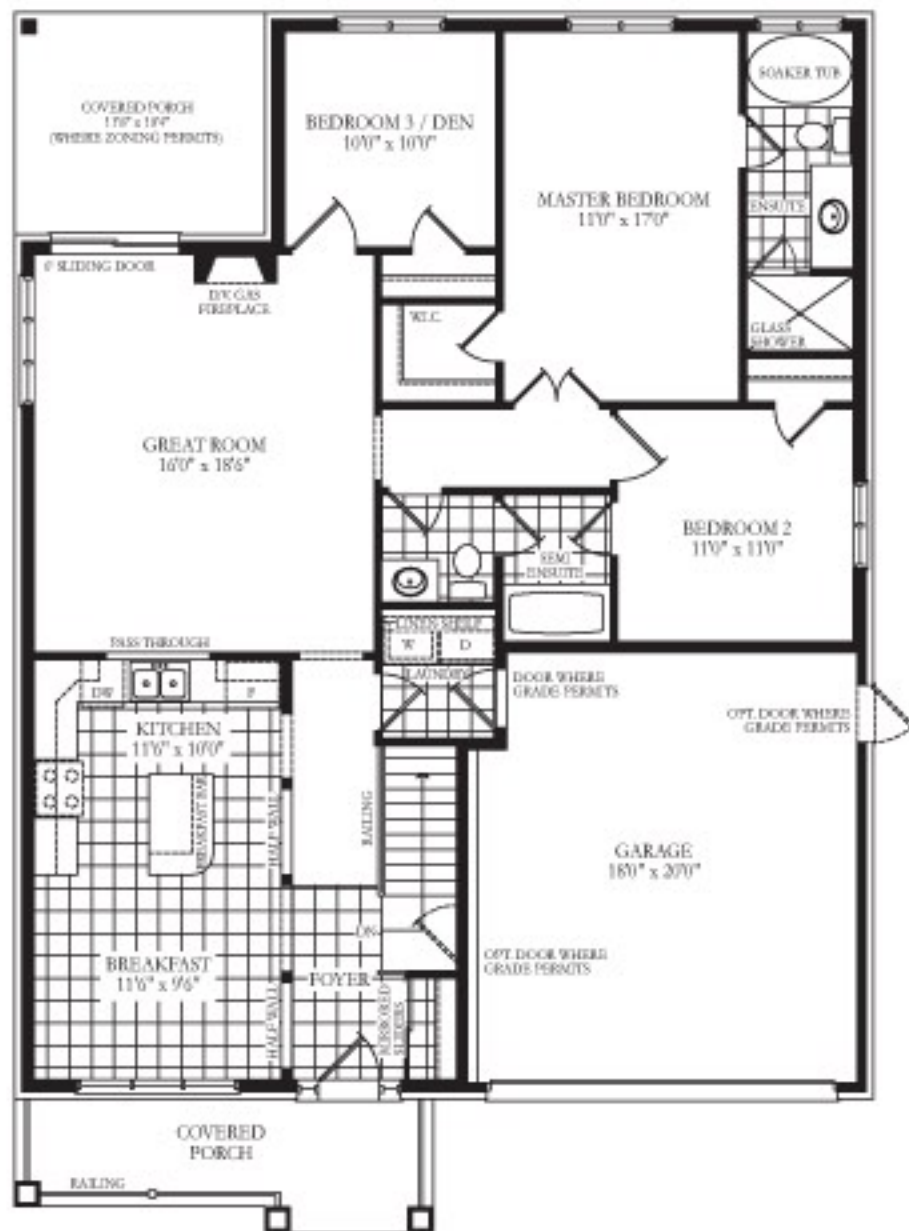 COVERED PORCH
(WHERE ZONING PERMITS)
BEDROOM 3 / DEN
10'0" x 10'0"
SOAKER TUB
MASTER BEDROOM
11'0" x 17'0"
ENSUITE
6' SLIDING DOOR
D.V. GAS
FIREPLACE
W.I.C.
GLASS
SHOWER
GREAT ROOM
16'0" x 18'6"
BEDROOM 2
11'0" x 11'0"
SEMI
ENSUITE
LINEN SHELF
W
D
LAUNDRY
PASS THROUGH
DW
F
DOOR WHERE
GRADE PERMITS
OPT. DOOR WHERE
GRADE PERMITS
KITCHEN
11'6" x 10'0"
BREAKFAST BAR
HALF WALL
RAILING
GARAGE
18'0" x 20'0"
DN
OPT. DOOR WHERE
GRADE PERMITS
BREAKFAST
11'6" x 9'6"
FOYER
HALF WALL
MIRRORED
SLIDERS
COVERED
PORCH
RAILING